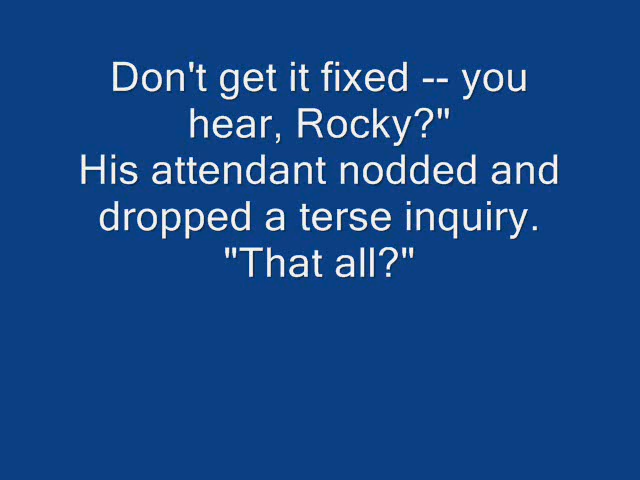 Don't get it fixed -- you
hear, Rocky?"
His attendant nodded and
dropped a terse inquiry.
"That all?"